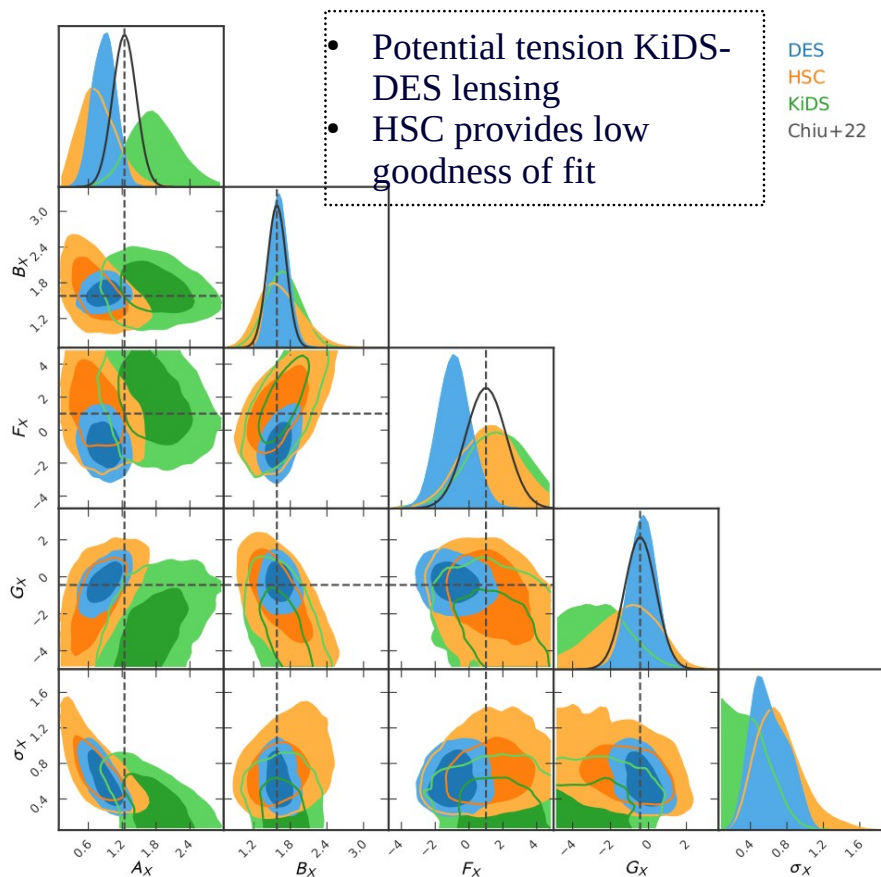 • Potential tension KiDS-
DES lensing
• HSC provides low
goodness of fit
DES
HSC
KiDS
Chiu+22
3.0
2.4
1.8
1.2
B_X
4
2
0
−2
−4
F_X
2
0
−2
−4
G_X
1.6
1.2
0.8
0.4
σ_X
0.6 1.2 1.8 2.4
1.2 1.8 2.4 3.0
−4 −2 0 2 4
−4 −2 0 2
0.4 0.8 1.2 1.6
A_X B_X F_X G_X σ_X